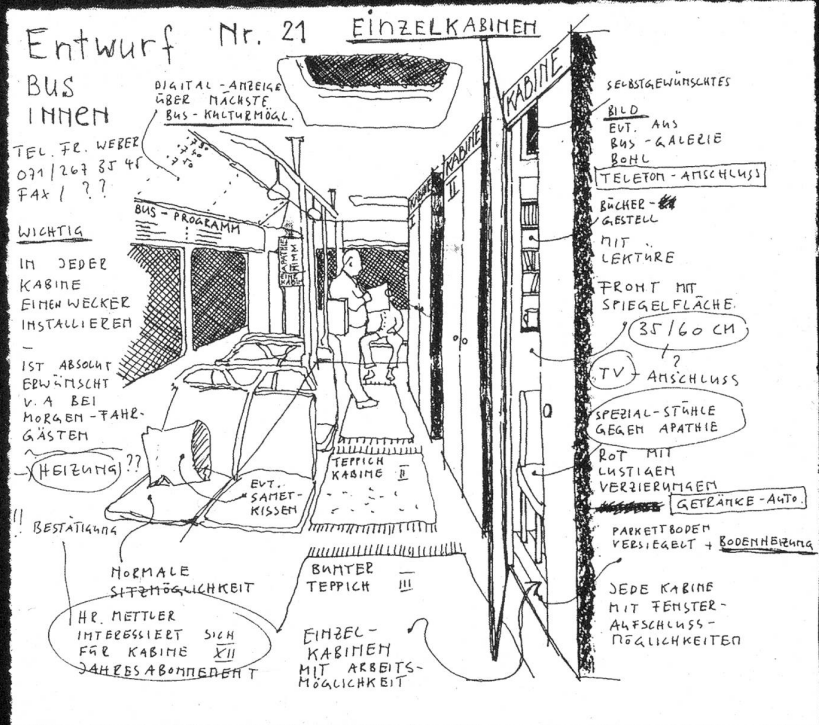 Entwurf Nr. 21 EINZELKABINEN
BUS
INNEN
TEL. FR. WEBER
071/267 35 45
FAX / ? ?
WICHTIG
IN JEDER
KABINE
EINEN WECKER
INSTALLIEREN
–
IST ABSOLUT
ERWÜNSCHT
V. A BEI
MORGEN-FAHR-
GÄSTEN
HEIZUNG ??
!! BESTÄTIGUNG
DIGITAL-ANZEIGE
ÜBER NÄCHSTE
BUS-KULTURMÖGL.
BUS-PROGRAMM
KABINE
KABINE
II
KABINE
I
EVT.
SAMET-
KISSEN
NORMALE
SITZMÖGLICHKEIT
HR. METTLER
INTERESSIERT SICH
FÜR KABINE XII
JAHRESABONNEMENT
TEPPICH
KABINE II
BUNTER
TEPPICH III
EINZEL-
KABINEN
MIT ARBEITS-
MÖGLICHKEIT
SELBSTGEWÜNSCHTES
BILD
EVT. AUS
BUS-GALERIE
BOHL
TELEFON-ANSCHLUSS
BÜCHER-
GESTELL
MIT
LEKTÜRE
FRONT MIT
SPIEGELFLÄCHE.
35/60 CM
?
TV-ANSCHLUSS
SPEZIAL-STÜHLE
GEGEN APATHIE
ROT MIT
LUSTIGEN
VERZIERUNGEN
GETRÄNKE-AUTO.
PARKETTBODEN
VERSIEGELT + BODENHEIZUNG
JEDE KABINE
MIT FENSTER-
AUFSCHLUSS-
MÖGLICHKEITEN